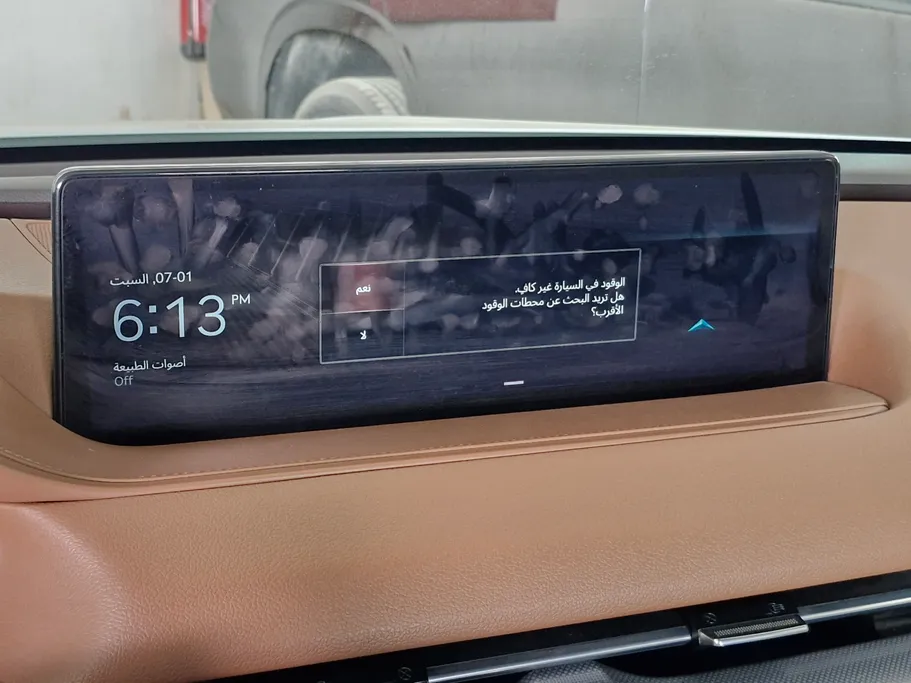 07-01, السبت
6:13 PM
أصوات الطبيعة
Off
الوقود في السيارة غير كافٍ.
هل تريد البحث عن محطات الوقود
الأقرب؟
نعم
لا